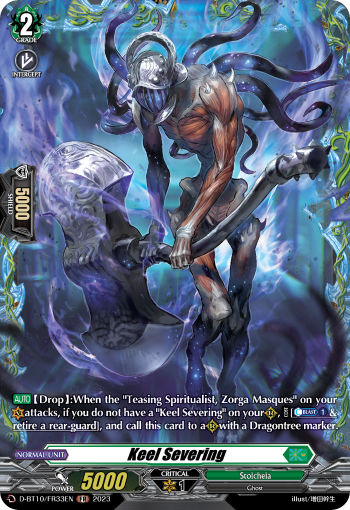 2
GRADE
INTERCEPT
5000
SHIELD
AUTO【Drop】:When the "Teasing Spiritualist, Zorga Masques" on your
attacks, if you do not have a "Keel Severing" on your, COST [BLAST 1 &
retire a rear-guard], and call this card to a with a Dragontree marker.
NORMAL UNIT
Keel Severing
POWER 5000
CRITICAL
1
Stoicheia
Ghost
D-BT10/FR33EN FR 2023
illust/増田幹生